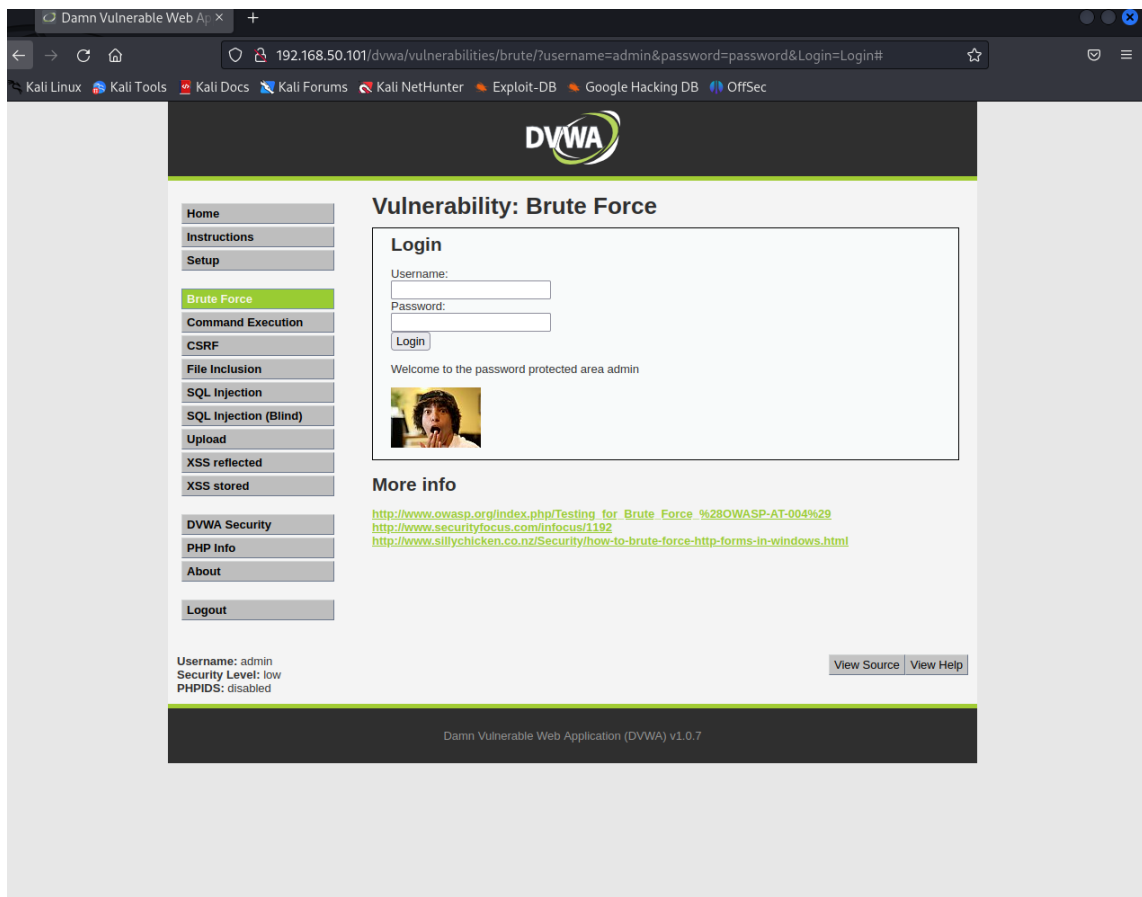 Damn Vulnerable Web Ap
192.168.50.101/dvwa/vulnerabilities/brute/?username=admin&password=password&Login=Login#
Kali Linux Kali Tools Kali Docs Kali Forums Kali NetHunter Exploit-DB Google Hacking DB OffSec
DVWA
Home
Instructions
Setup
Brute Force
Command Execution
CSRF
File Inclusion
SQL Injection
SQL Injection (Blind)
Upload
XSS reflected
XSS stored
DVWA Security
PHP Info
About
Logout
Vulnerability: Brute Force
Login
Username:
Password:
Login
Welcome to the password protected area admin
More info
http://www.owasp.org/index.php/Testing_for_Brute_Force_%28OWASP-AT-004%29
http://www.securityfocus.com/infocus/1192
http://www.sillychicken.co.nz/Security/how-to-brute-force-http-forms-in-windows.html
Username: admin
Security Level: low
PHPIDS: disabled
View Source View Help
Damn Vulnerable Web Application (DVWA) v1.0.7